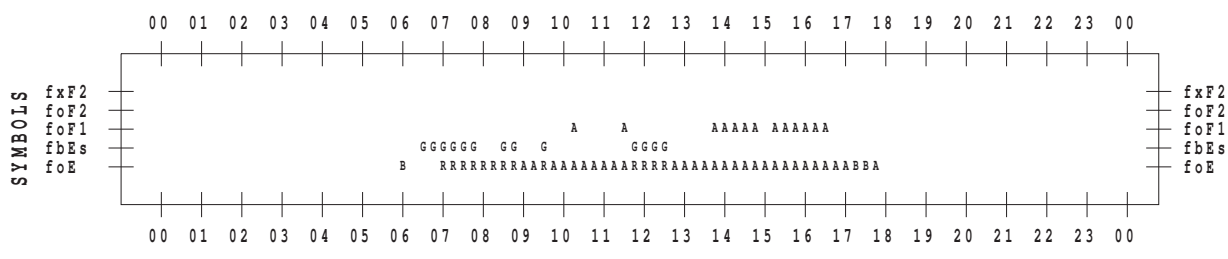 00 01 02 03 04 05 06 07 08 09 10 11 12 13 14 15 16 17 18 19 20 21 22 23 00
SYMBOLS
fxF2 fxF2
foF2 foF2
foF1 A A AAAAA AAAAAA foF1
fbEs GGGGGG GG G GGGG fbEs
foE B RRRRRRRRAARAAAAAAAARRRRAAAAAAAAAAAAAAAAAABBA foE
00 01 02 03 04 05 06 07 08 09 10 11 12 13 14 15 16 17 18 19 20 21 22 23 00